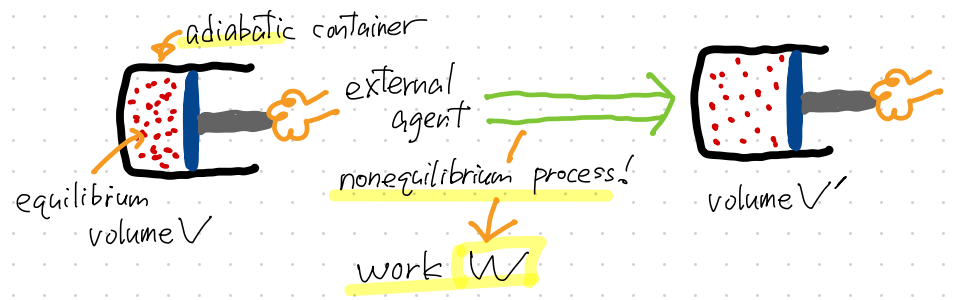 adiabatic container
external
agent
equilibrium
volume V
nonequilibrium process!
work W
volume V'